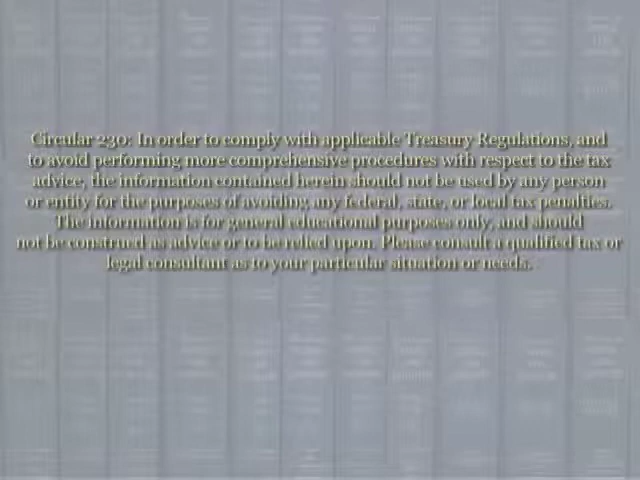 Circular 230: In order to comply with applicable Treasury Regulations, and
to avoid performing more comprehensive procedures with respect to the tax
advice, the information contained herein should not be used by any person
or entity for the purposes of avoiding any federal, state, or local tax penalties.
The information is for general educational purposes only, and should
not be construed as advice or to be relied upon. Please consult a qualified tax or
legal consultant as to your particular situation or needs.